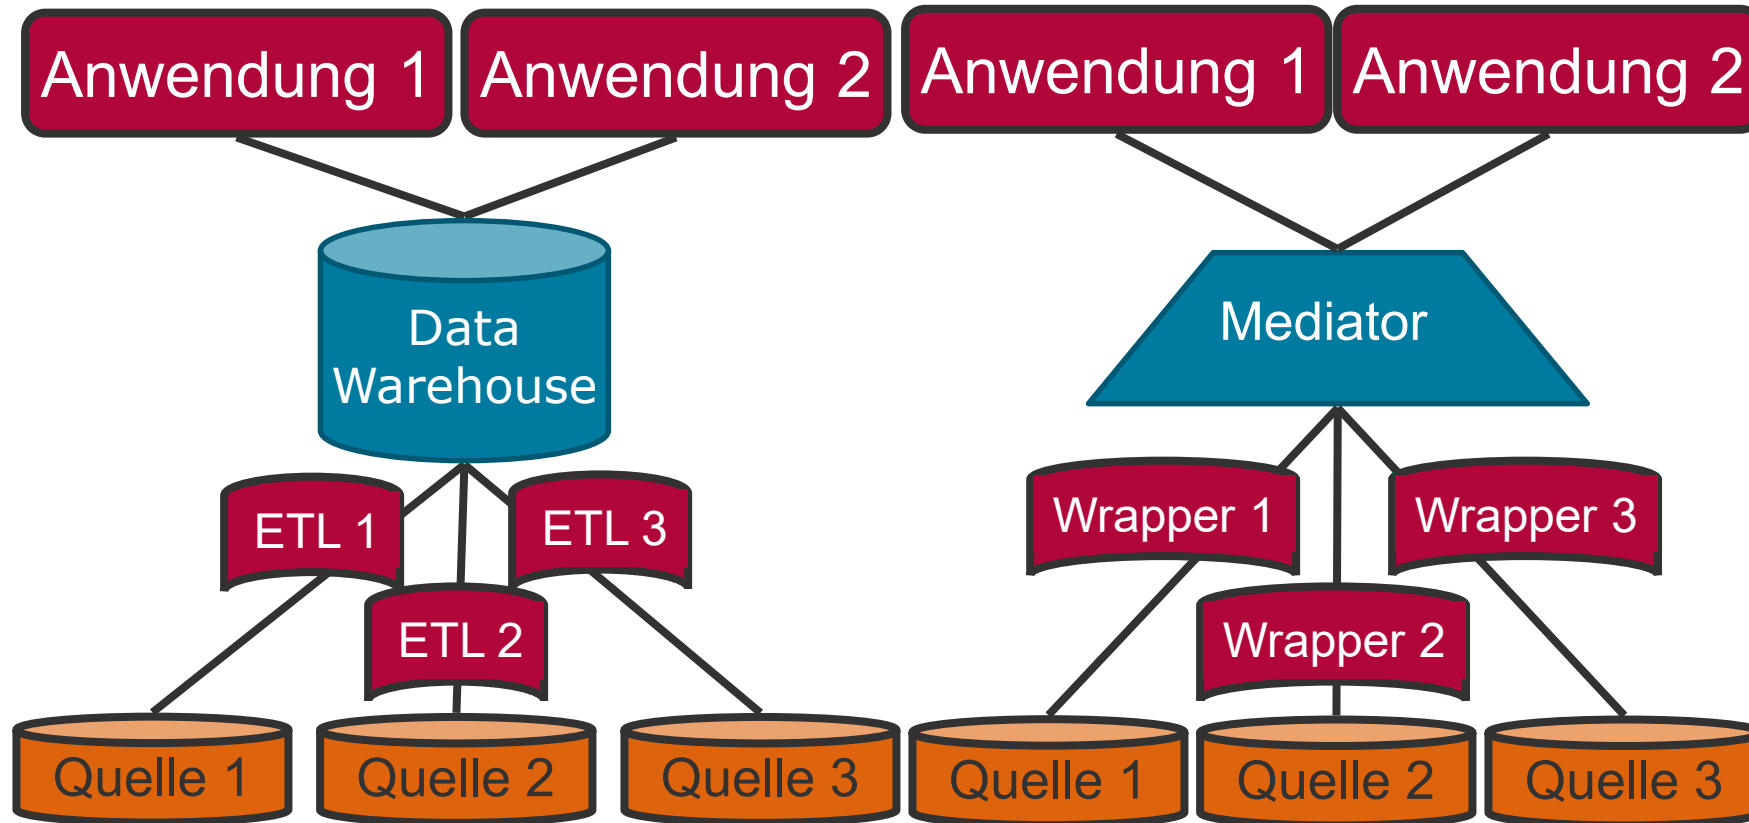 Anwendung 1
Anwendung 2
Anwendung 1
Anwendung 2
Data
Warehouse
Mediator
ETL 1
ETL 3
ETL 2
Wrapper 1
Wrapper 3
Wrapper 2
Quelle 1
Quelle 2
Quelle 3
Quelle 1
Quelle 2
Quelle 3